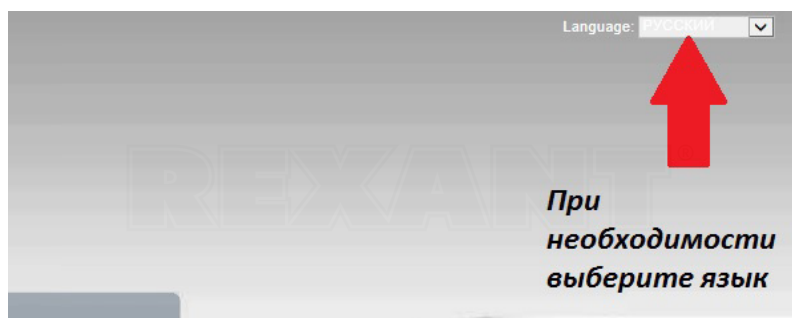 Language: РУССКИЙ
REXANT
При
необходимости
выберите язык